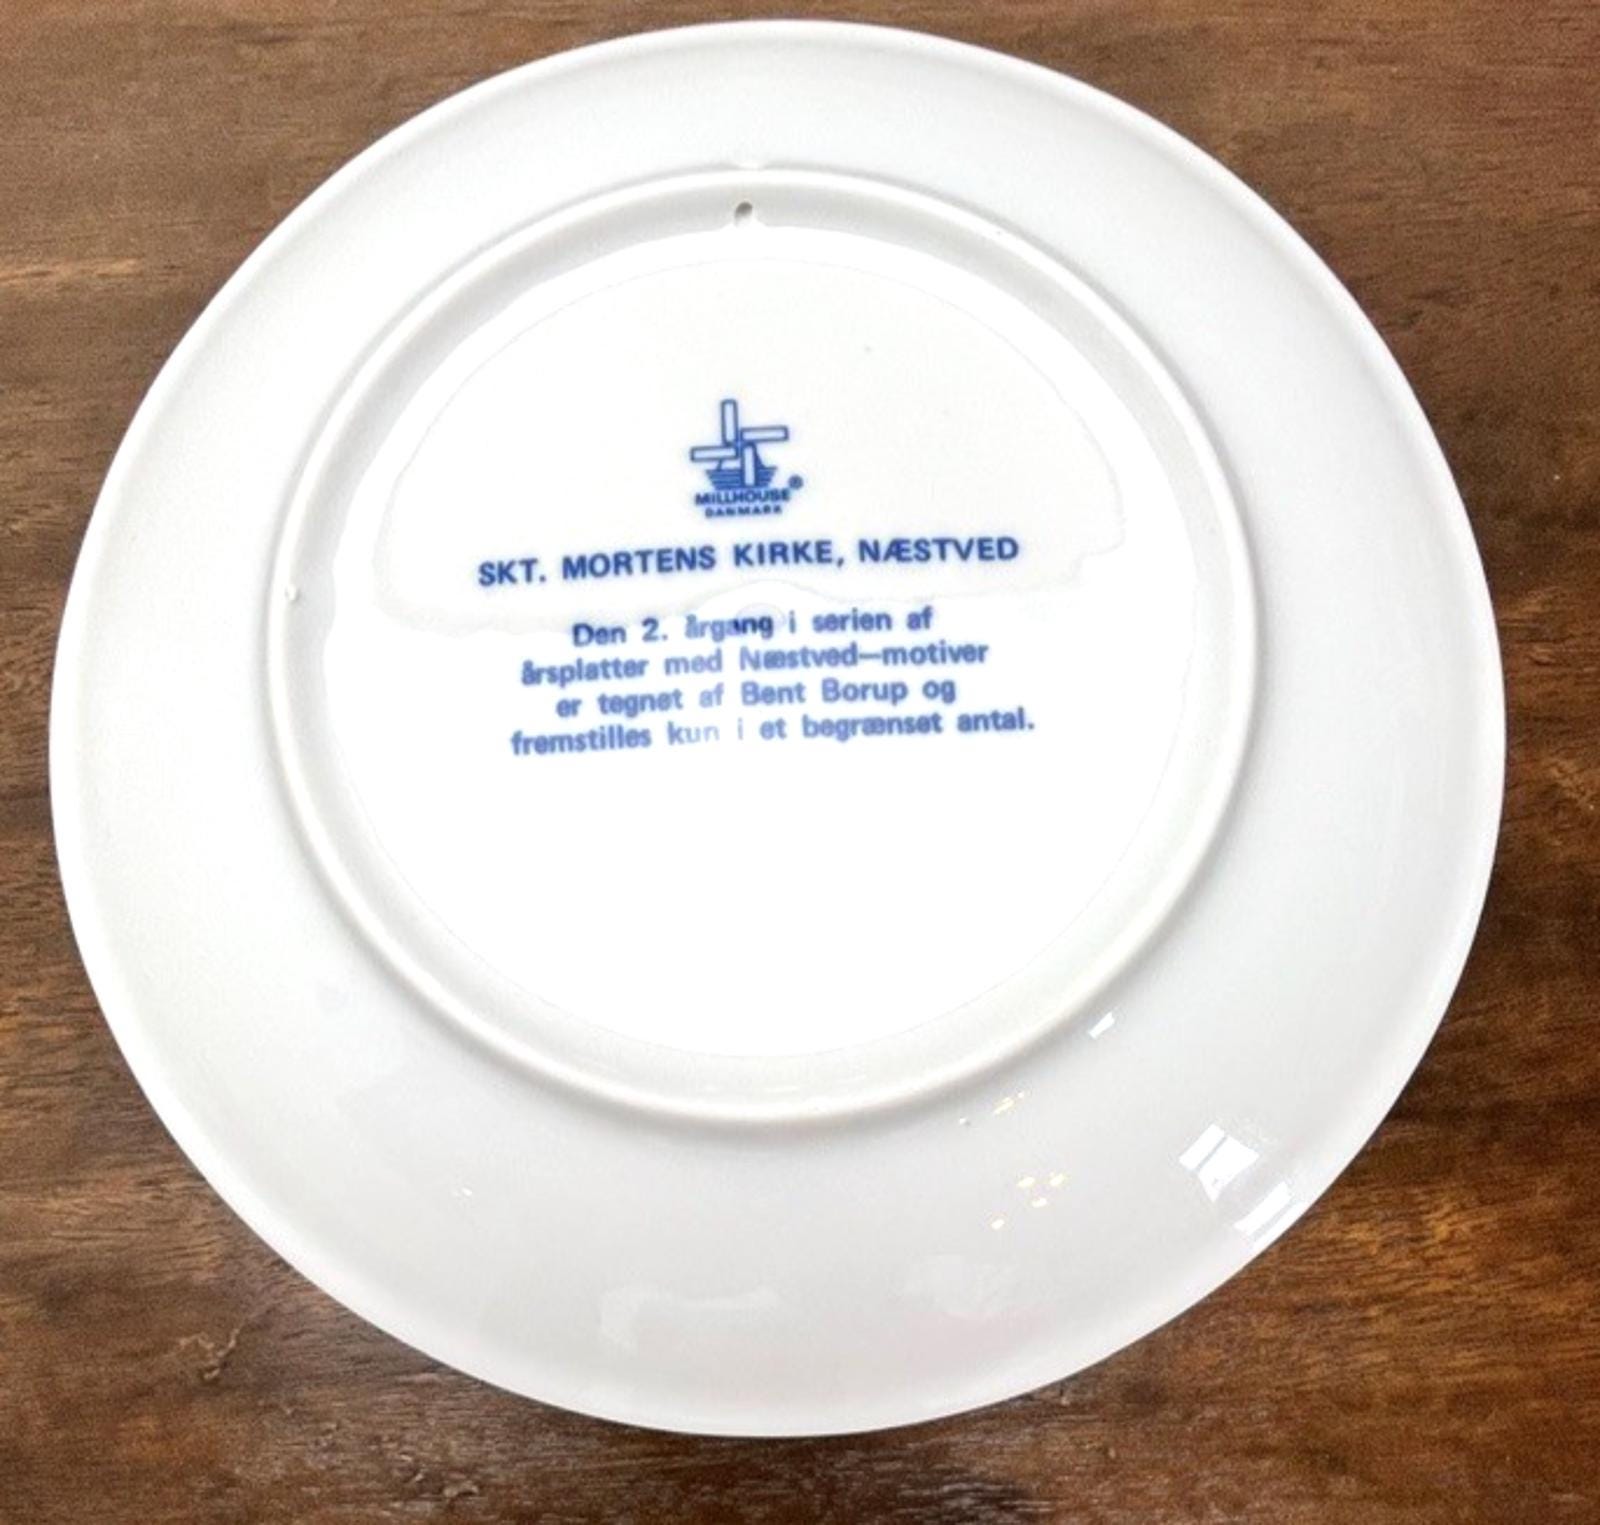 MILLHOUSE®
DANMARK
SKT. MORTENS KIRKE, NÆSTVED
Den 2. årgang i serien af
årsplatter med Næstved–motiver
er tegnet af Bent Borup og
fremstilles kun i et begrænset antal.